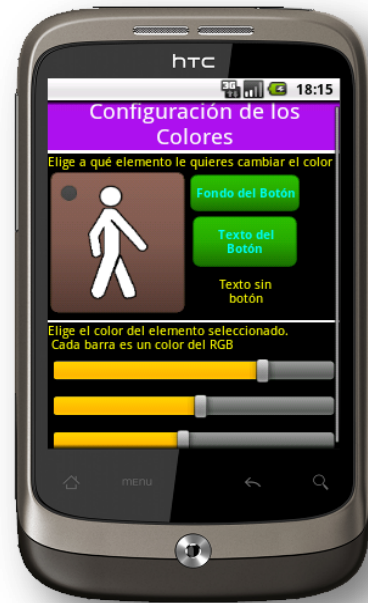 hTC
3G
18:15
Configuración de los
Colores
Elige a qué elemento le quieres cambiar el color
Fondo del Botón
Texto del
Botón
Texto sin
botón
Elige el color del elemento seleccionado.
Cada barra es un color del RGB
MENU